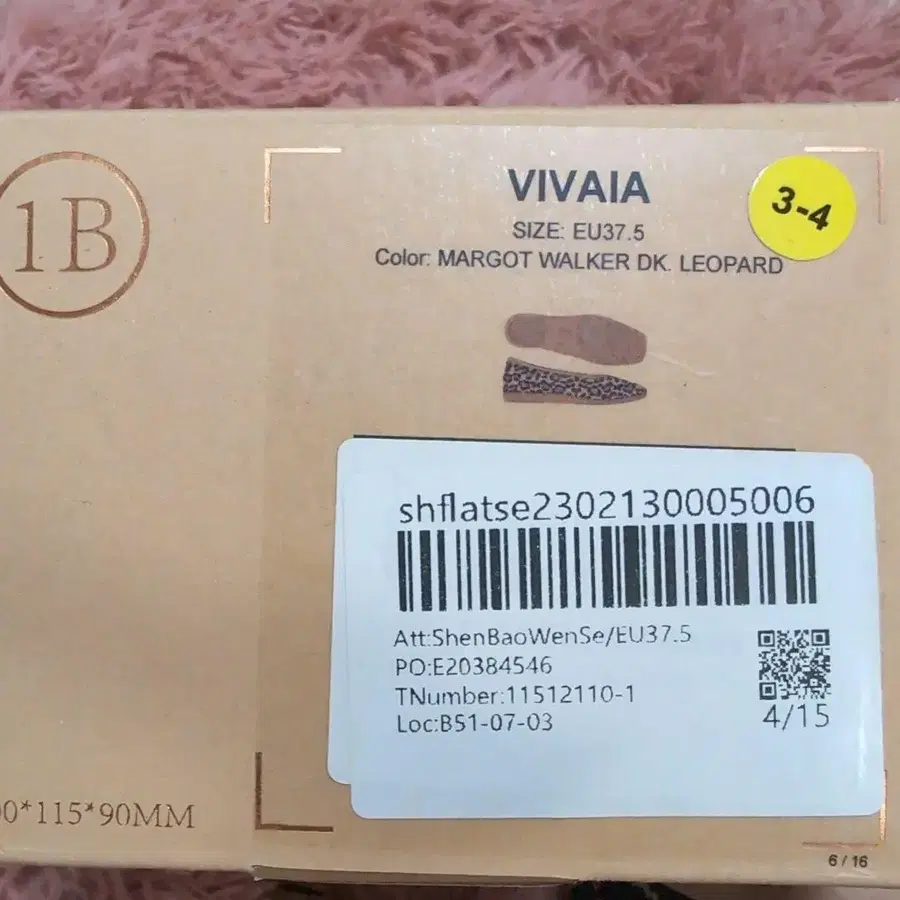 1B
VIVAIA
3-4
SIZE: EU37.5
Color: MARGOT WALKER DK. LEOPARD
shflatse2302130005006
Att:ShenBaoWenSe/EU37.5
PO:E20384546
TNumber:11512110-1
Loc:B51-07-03
4/15
0*115*90MM
6 / 16